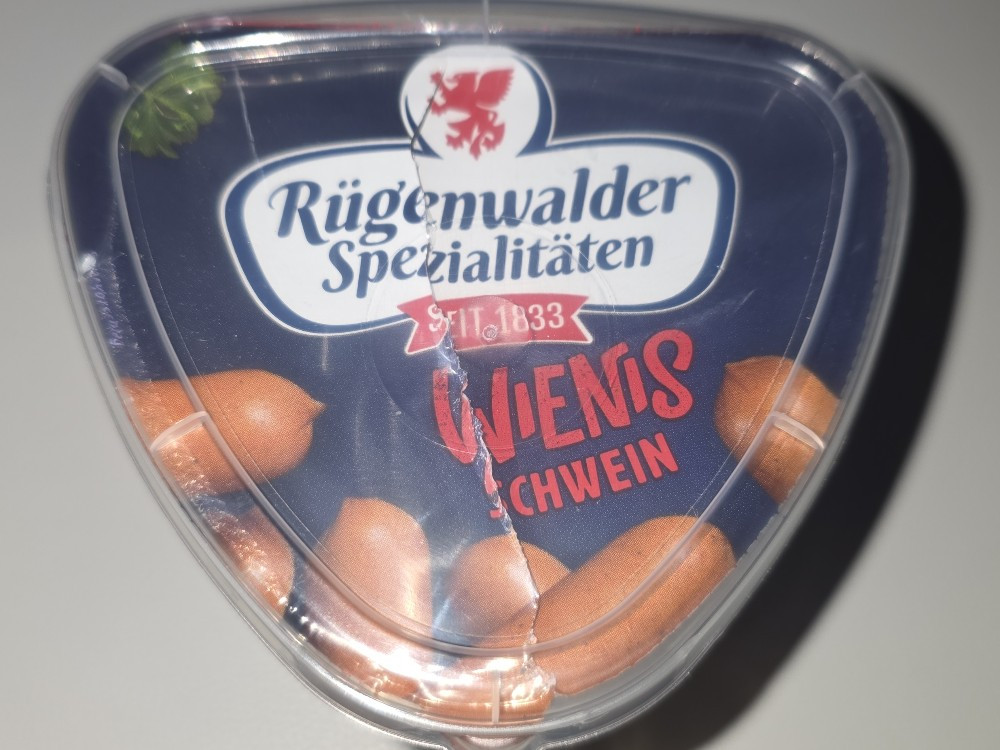 Rügenwalder
Spezialitäten
SEIT 1833
WIENIS
SCHWEIN